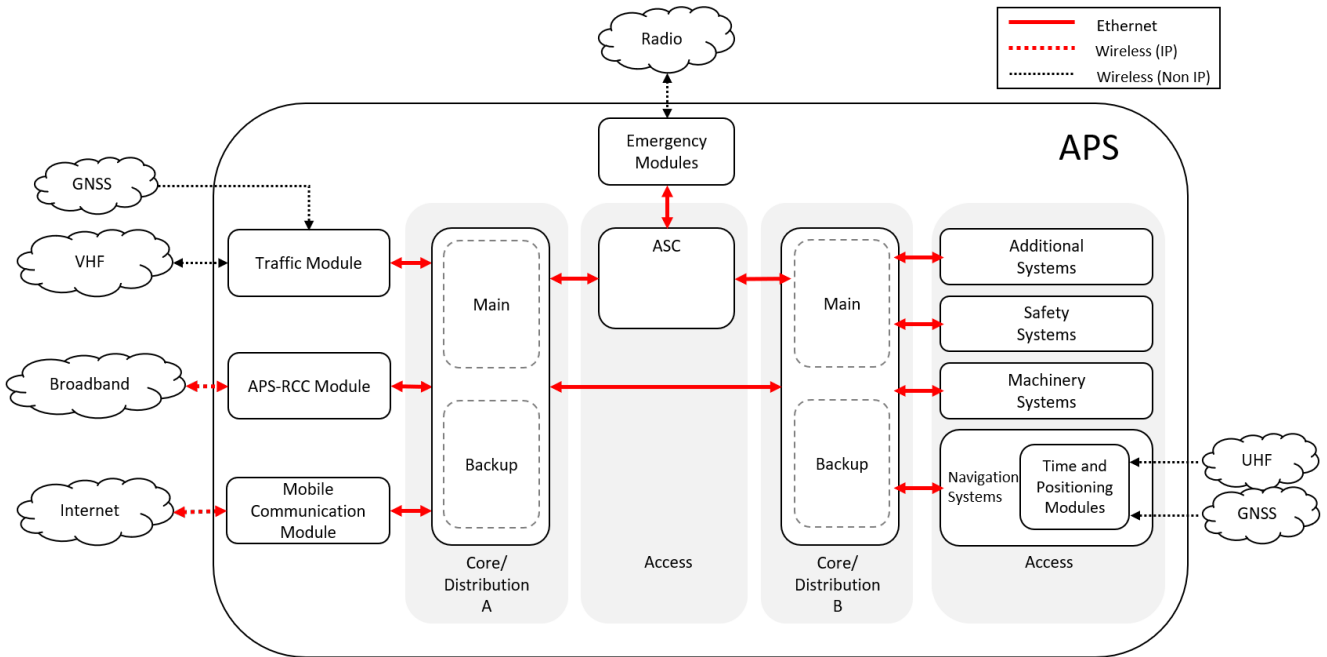 Radio
Ethernet
Wireless (IP)
Wireless (Non IP)
APS
Emergency
Modules
GNSS
VHF
Traffic Module
ASC
Main
Main
Additional
Systems
Safety
Systems
Broadband
APS-RCC Module
Machinery
Systems
Backup
Backup
Internet
Mobile
Communication
Module
Navigation
Systems
Time and
Positioning
Modules
UHF
GNSS
Core/
Distribution
A
Access
Core/
Distribution
B
Access